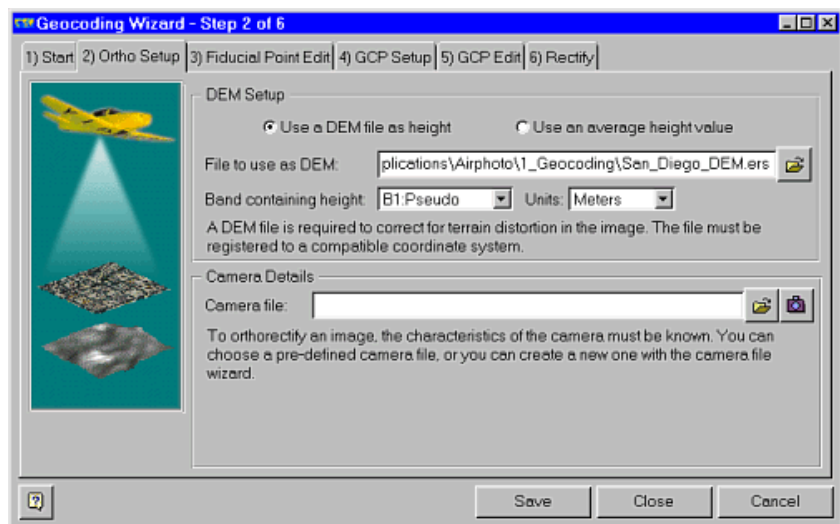 Geocoding Wizard - Step 2 of 6
1) Start 2) Ortho Setup 3) Fiducial Point Edit 4) GCP Setup 5) GCP Edit 6) Rectify
DEM Setup
Use a DEM file as height Use an average height value
File to use as DEM: plications\Airphoto\1_Geocoding\San_Diego_DEM.ers
Band containing height: B1:Pseudo Units: Meters
A DEM file is required to correct for terrain distortion in the image. The file must be
registered to a compatible coordinate system.
Camera Details
Camera file:
To orthorectify an image, the characteristics of the camera must be known. You can
choose a pre-defined camera file, or you can create a new one with the camera file
wizard.
Save Close Cancel